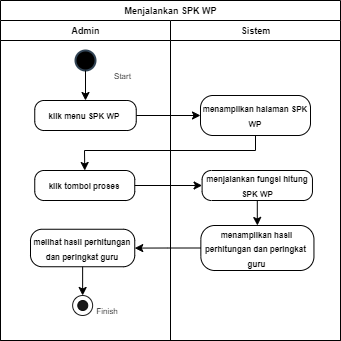 Menjalankan SPK WP
Admin
Sistem
Start
klik menu SPK WP
menampilkan halaman SPK
WP
klik tombol proses
menjalankan fungsi hitung
SPK WP
menampilkan hasil
perhitungan dan peringkat
guru
melihat hasil perhitungan
dan peringkat guru
Finish